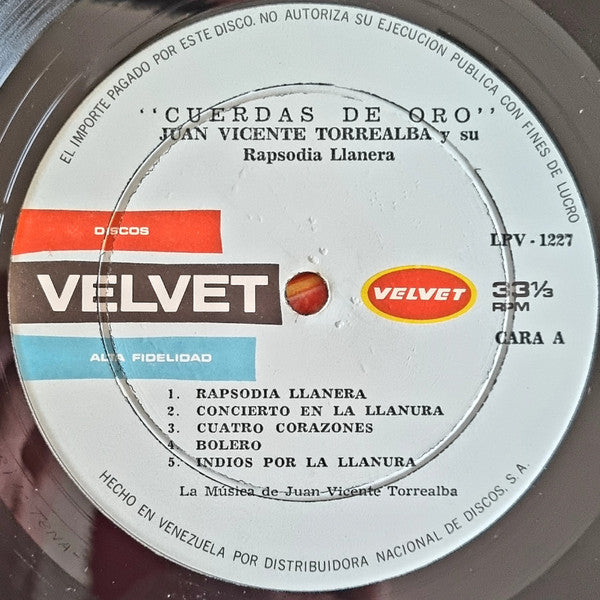 EL IMPORTE PAGADO POR ESTE DISCO, NO AUTORIZA SU EJECUCION PUBLICA CON FINES DE LUCRO
"CUERDAS DE ORO"
JUAN VICENTE TORREALBA y su
Rapsodia Llanera
DISCOS
LPV - 1227
VELVET
VELVET
33⅓
RPM
ALTA FIDELIDAD
CARA A
1. RAPSODIA LLANERA
2. CONCIERTO EN LA LLANURA
3. CUATRO CORAZONES
4. BOLERO
5. INDIOS POR LA LLANURA
La Música de Juan Vicente Torrealba
HECHO EN VENEZUELA POR DISTRIBUIDORA NACIONAL DE DISCOS, S.A.